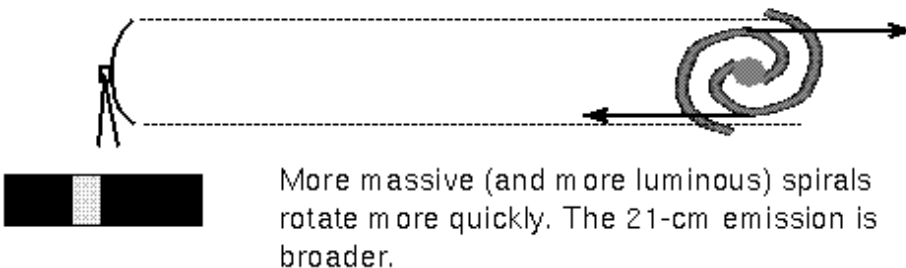 More massive (and more luminous) spirals
rotate more quickly. The 21-cm emission is
broader.